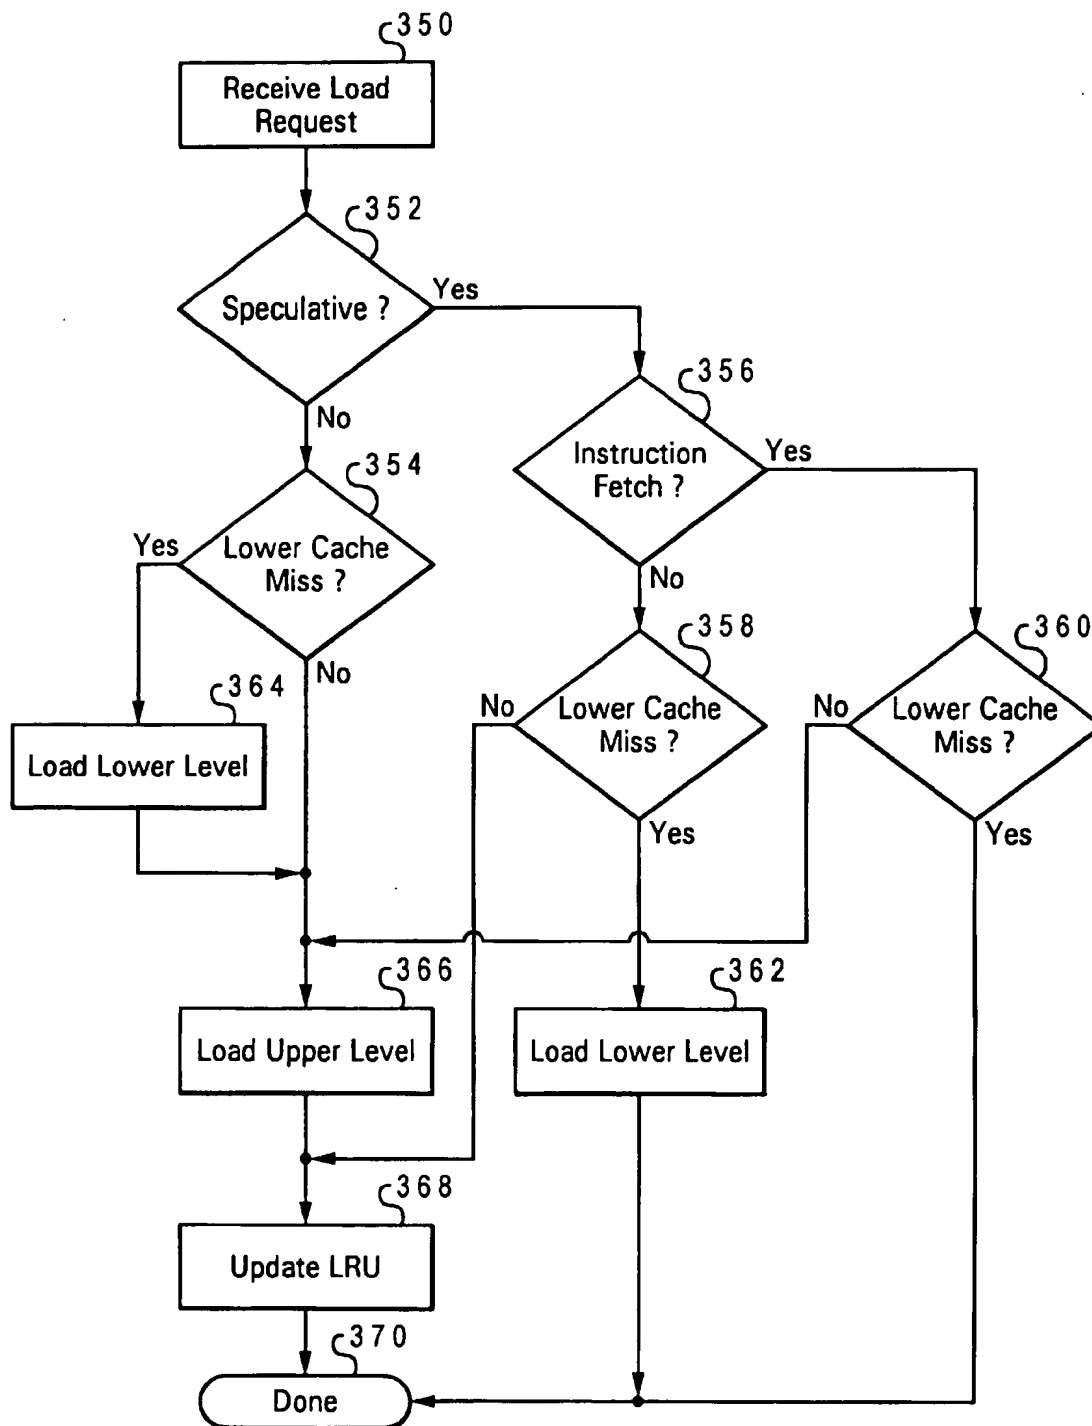 350
Receive Load
Request
352
Speculative ?
Yes
No
356
Instruction
Fetch ?
Yes
No
354
Yes
Lower Cache
Miss ?
No
358
No
Lower Cache
Miss ?
Yes
360
No
Lower Cache
Miss ?
Yes
364
Load Lower Level
366
Load Upper Level
362
Load Lower Level
368
Update LRU
370
Done